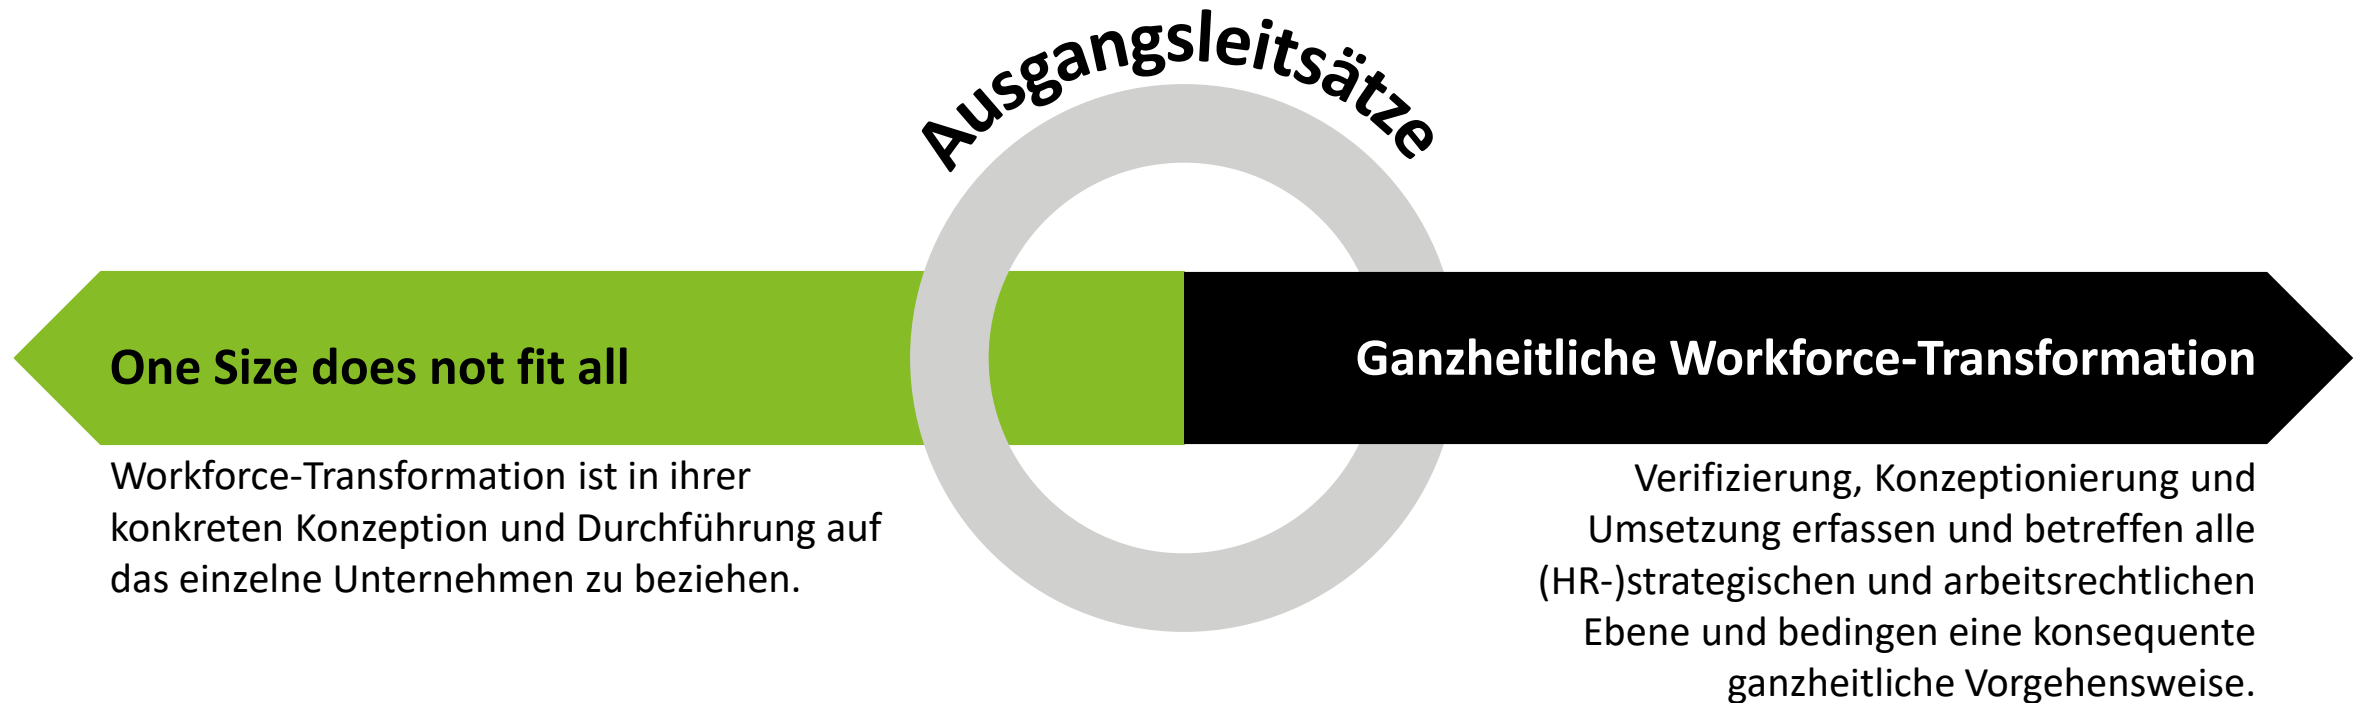 Ausgangsleitsätze
One Size does not fit all
Workforce-Transformation ist in ihrer
konkreten Konzeption und Durchführung auf
das einzelne Unternehmen zu beziehen.
Ganzheitliche Workforce-Transformation
Verifizierung, Konzeptionierung und
Umsetzung erfassen und betreffen alle
(HR-)strategischen und arbeitsrechtlichen
Ebene und bedingen eine konsequente
ganzheitliche Vorgehensweise.